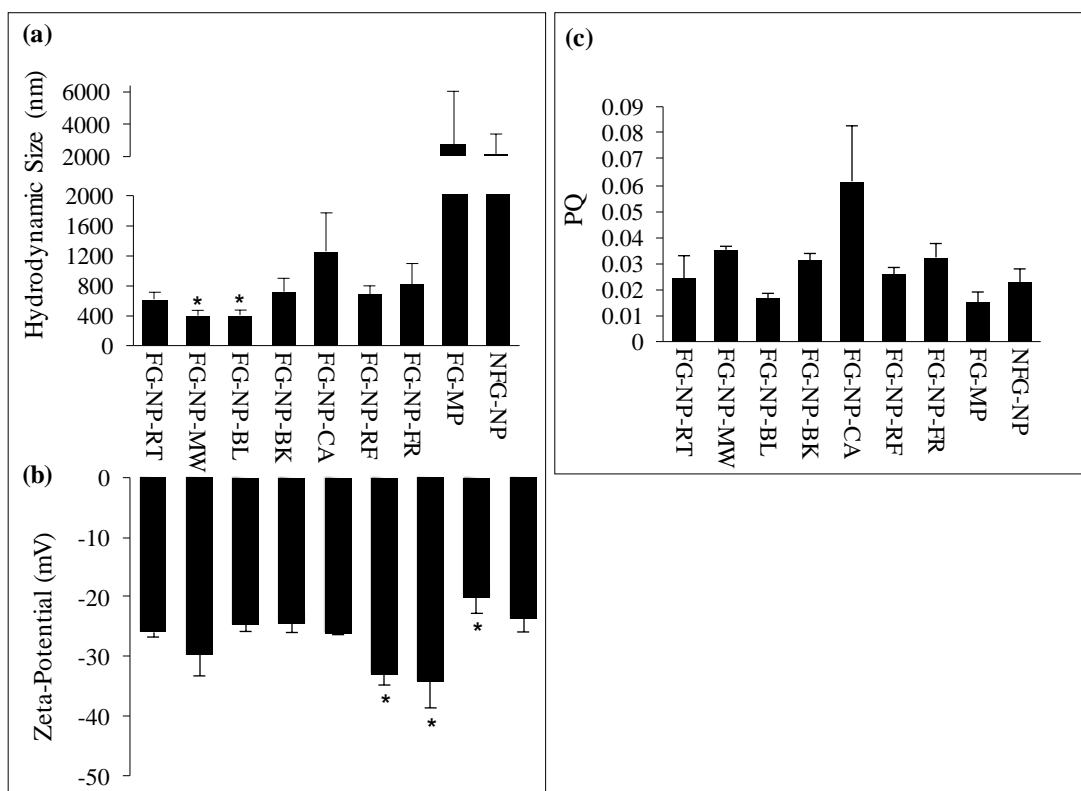 (a)
Hydrodynamic Size (nm)
6000
4000
2000
2000
1600
1200
800
400
0
*
*
FG-NP-RT
FG-NP-MW
FG-NP-BL
FG-NP-BK
FG-NP-CA
FG-NP-RF
FG-NP-FR
FG-MP
NFG-NP
(b)
Zeta-Potential (mV)
0
-10
-20
-30
-40
-50
*
*
*
(c)
PQ
0.09
0.08
0.07
0.06
0.05
0.04
0.03
0.02
0.01
0
FG-NP-RT
FG-NP-MW
FG-NP-BL
FG-NP-BK
FG-NP-CA
FG-NP-RF
FG-NP-FR
FG-MP
NFG-NP